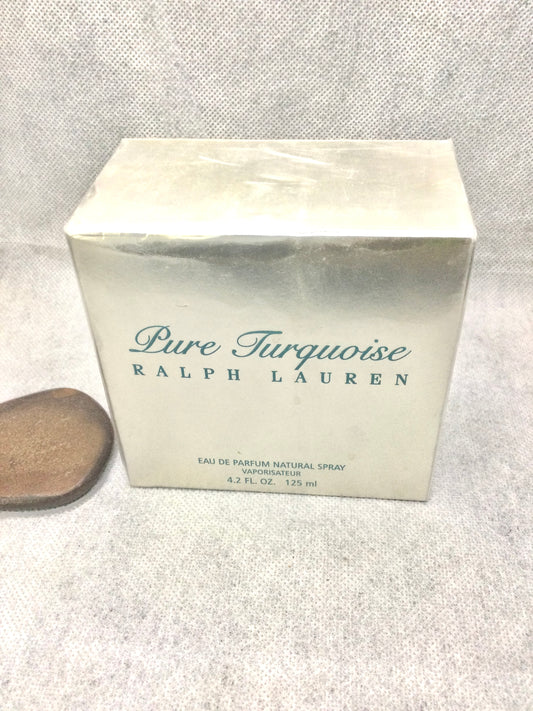 Pure Turquoise
RALPH LAUREN
EAU DE PARFUM NATURAL SPRAY
VAPORISATEUR
4.2 FL. OZ. 125 ml